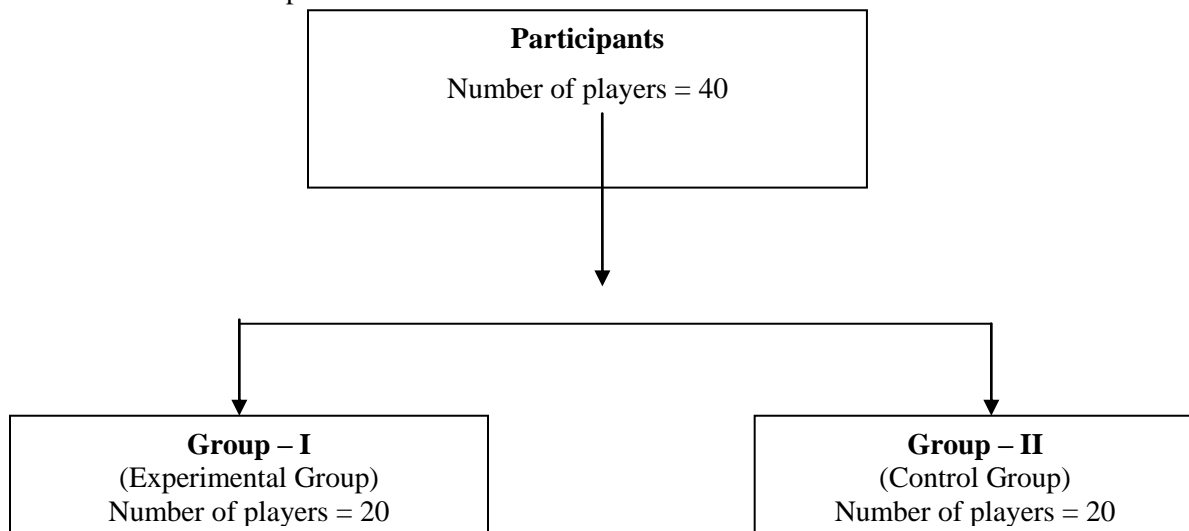 Participants
Number of players = 40
Group – I
(Experimental Group)
Number of players = 20
Group – II
(Control Group)
Number of players = 20